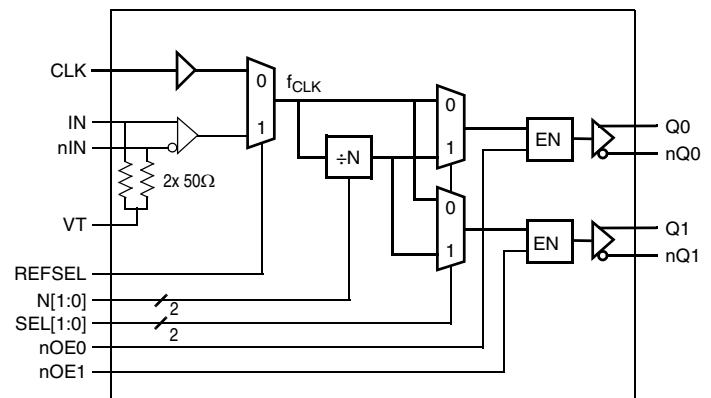 CLK
0
fCLK
IN
1
nIN
2x 50Ω
÷N
0
1
EN
Q0
nQ0
VT
0
1
EN
Q1
nQ1
REFSEL
N[1:0]
2
SEL[1:0]
2
nOE0
nOE1